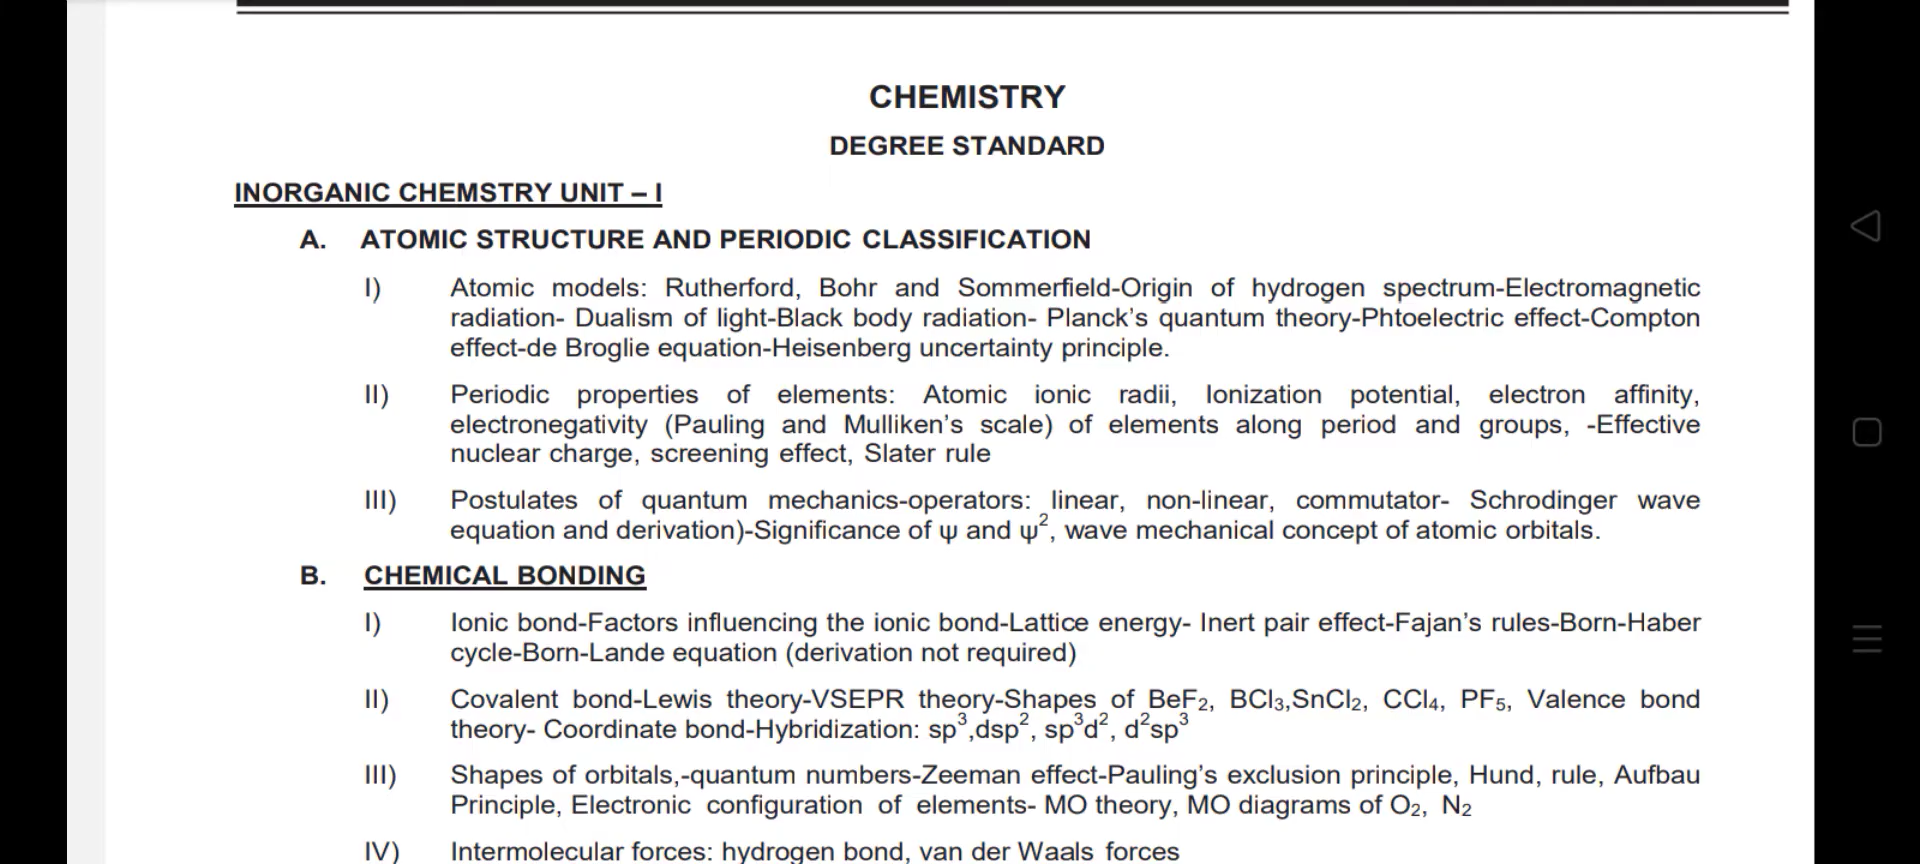 CHEMISTRY
DEGREE STANDARD
INORGANIC CHEMSTRY UNIT – I
A. ATOMIC STRUCTURE AND PERIODIC CLASSIFICATION
I) Atomic models: Rutherford, Bohr and Sommerfield-Origin of hydrogen spectrum-Electromagnetic
radiation- Dualism of light-Black body radiation- Planck’s quantum theory-Phtoelectric effect-Compton
effect-de Broglie equation-Heisenberg uncertainty principle.
II) Periodic properties of elements: Atomic ionic radii, Ionization potential, electron affinity,
electronegativity (Pauling and Mulliken’s scale) of elements along period and groups, -Effective
nuclear charge, screening effect, Slater rule
III) Postulates of quantum mechanics-operators: linear, non-linear, commutator- Schrodinger wave
equation and derivation)-Significance of ψ and ψ², wave mechanical concept of atomic orbitals.
B. CHEMICAL BONDING
I) Ionic bond-Factors influencing the ionic bond-Lattice energy- Inert pair effect-Fajan’s rules-Born-Haber
cycle-Born-Lande equation (derivation not required)
II) Covalent bond-Lewis theory-VSEPR theory-Shapes of BeF₂, BCl₃,SnCl₂, CCl₄, PF₅, Valence bond
theory- Coordinate bond-Hybridization: sp³,dsp², sp³d², d²sp³
III) Shapes of orbitals,-quantum numbers-Zeeman effect-Pauling’s exclusion principle, Hund, rule, Aufbau
Principle, Electronic configuration of elements- MO theory, MO diagrams of O₂, N₂
IV) Intermolecular forces: hydrogen bond, van der Waals forces